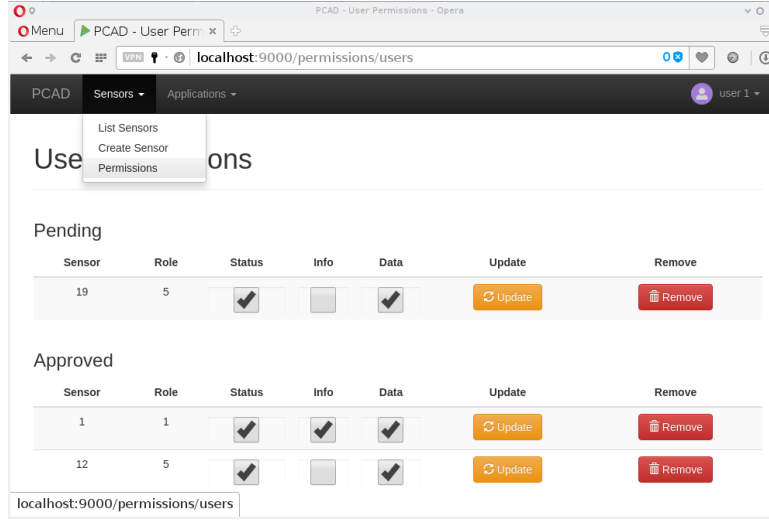 PCAD - User Permissions - Opera
Menu PCAD - User Perm
VPN localhost:9000/permissions/users 0
PCAD Sensors Applications user 1
List Sensors
Create Sensor
Permissions
Use ons
Pending
Sensor Role Status Info Data Update Remove
19 5 Update Remove
Approved
Sensor Role Status Info Data Update Remove
1 1 Update Remove
12 5 Update Remove
localhost:9000/permissions/users